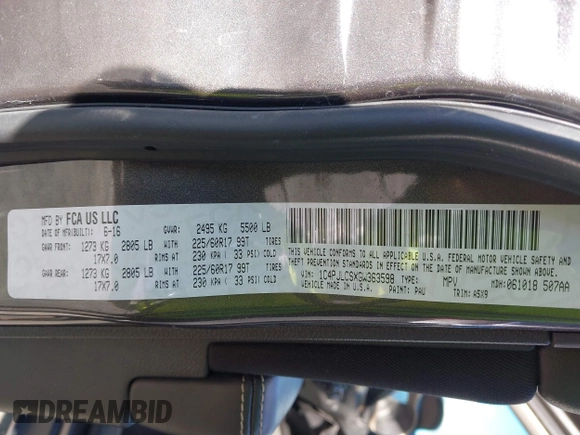 MFD BY FCA US LLC
DATE OF MFR(BUILT): 6-16 GVWR: 2495 KG 5500 LB
GAWR FRONT: 1273 KG 2805 LB WITH 225/60R17 99T TIRES
17X7.0 RIMS AT 230 KPA ( 33 PSI) COLD
GAWR REAR: 1273 KG 2805 LB WITH 225/60R17 99T TIRES
17X7.0 RIMS AT 230 KPA ( 33 PSI) COLD
THIS VEHICLE CONFORMS TO ALL APPLICABLE U.S.A. FEDERAL MOTOR VEHICLE SAFETY,
THEFT PREVENTION STANDARDS IN EFFECT ON THE DATE OF MANUFACTURE SHOWN ABOVE.
VIN: 1C4PJLCSXGW363598 TYPE: MPV MDH:061018 507AA
VEHICLE MADE IN U.S.A. PAINT: PAU TRIM: A5X9
DREAMBID